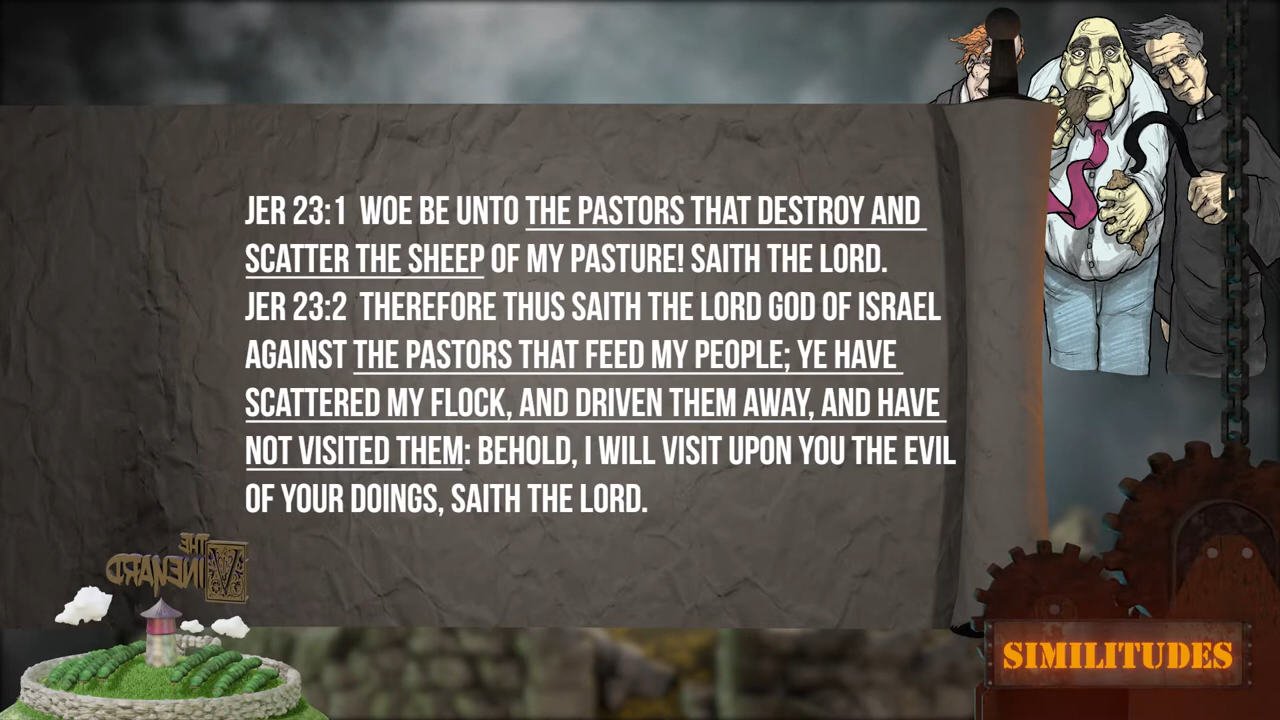 JER 23:1 WOE BE UNTO THE PASTORS THAT DESTROY AND
SCATTER THE SHEEP OF MY PASTURE! SAITH THE LORD.
JER 23:2 THEREFORE THUS SAITH THE LORD GOD OF ISRAEL
AGAINST THE PASTORS THAT FEED MY PEOPLE; YE HAVE
SCATTERED MY FLOCK, AND DRIVEN THEM AWAY, AND HAVE
NOT VISITED THEM: BEHOLD, I WILL VISIT UPON YOU THE EVIL
OF YOUR DOINGS, SAITH THE LORD.
THE
VINEYARD
SIMILITUDES